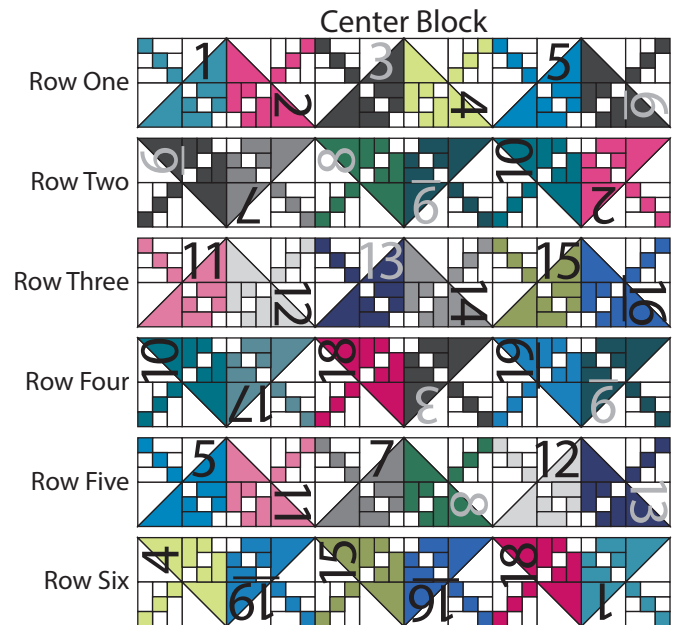 Center Block
Row One 1 2 3 4 5 6
Row Two 6 7 8 9 10 2
Row Three 11 12 13 14 15 16
Row Four 10 17 18 3 19 9
Row Five 5 11 7 8 12 13
Row Six 4 19 15 16 18 1